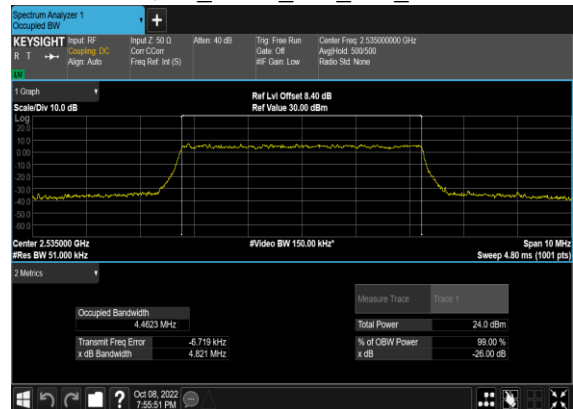 Spectrum Analyzer 1
Occupied BW
+
KEYSIGHT
R T
LXI
Input: RF
Coupling: DC
Align: Auto
Input Z: 50 Ω
Corr CCorr
Freq Ref: Int (S)
Atten: 40 dB
Trig: Free Run
Gate: Off
#IF Gain: Low
Center Freq: 2.535000000 GHz
Avg|Hold: 500/500
Radio Std: None
1 Graph
Scale/Div 10.0 dB
Ref Lvl Offset 8.40 dB
Ref Value 30.00 dBm
Log
20.0
10.0
0.00
-10.0
-20.0
-30.0
-40.0
-50.0
-60.0
Center 2.535000 GHz
#Res BW 51.000 kHz
#Video BW 150.00 kHz*
Span 10 MHz
Sweep 4.80 ms (1001 pts)
2 Metrics
Measure Trace Trace 1
Occupied Bandwidth
4.4623 MHz
Total Power 24.0 dBm
Transmit Freq Error -6.719 kHz
% of OBW Power 99.00 %
x dB Bandwidth 4.821 MHz
x dB -26.00 dB
?
Oct 08, 2022
7:55:51 PM